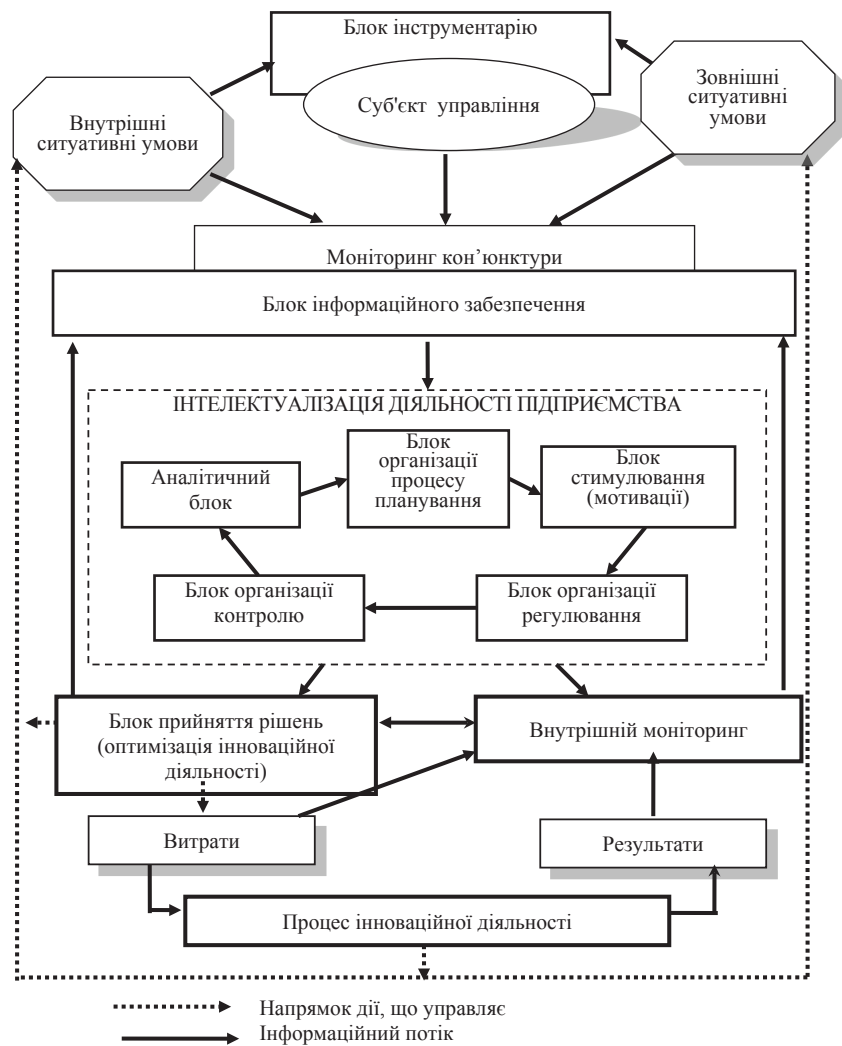 Блок інструментарію
Суб'єкт управління
Внутрішні
ситуативні умови
Зовнішні
ситуативні
умови
Моніторинг кон’юнктури
Блок інформаційного забезпечення
ІНТЕЛЕКТУАЛІЗАЦІЯ ДІЯЛЬНОСТІ ПІДПРИЄМСТВА
Аналітичний
блок
Блок
організації
процесу
планування
Блок
стимулювання
(мотивації)
Блок організації
контролю
Блок організації
регулювання
Блок прийняття рішень
(оптимізація інноваційної
діяльності)
Внутрішній моніторинг
Витрати
Результати
Процес інноваційної діяльності
Напрямок дії, що управляє
Інформаційний потік